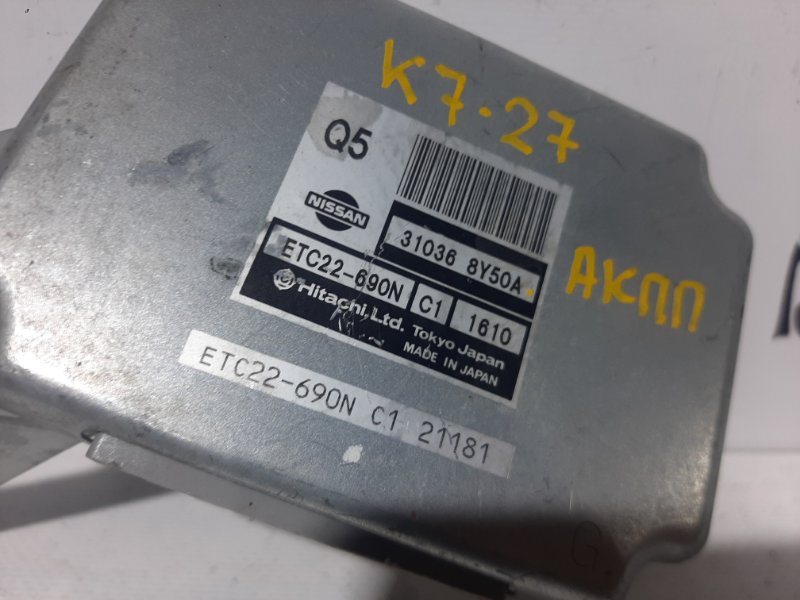 K7.27
Q5
NISSAN
31036 8Y50A
АКПП
ETC22-690N C1 1610
Hitachi, Ltd. Tokyo Japan
MADE IN JAPAN
ETC22-690N C1 21181
G